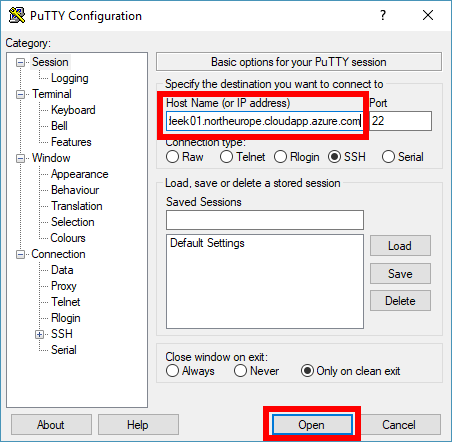 PuTTY Configuration
Category:
Session
Logging
Terminal
Keyboard
Bell
Features
Window
Appearance
Behaviour
Translation
Selection
Colours
Connection
Data
Proxy
Telnet
Rlogin
SSH
Serial
Basic options for your PuTTY session
Specify the destination you want to connect to
Host Name (or IP address) Port
eek01.northeurope.cloudapp.azure.com 22
Connection type:
Raw Telnet Rlogin SSH Serial
Load, save or delete a stored session
Saved Sessions
Default Settings
Load
Save
Delete
Close window on exit:
Always Never Only on clean exit
About Help Open Cancel